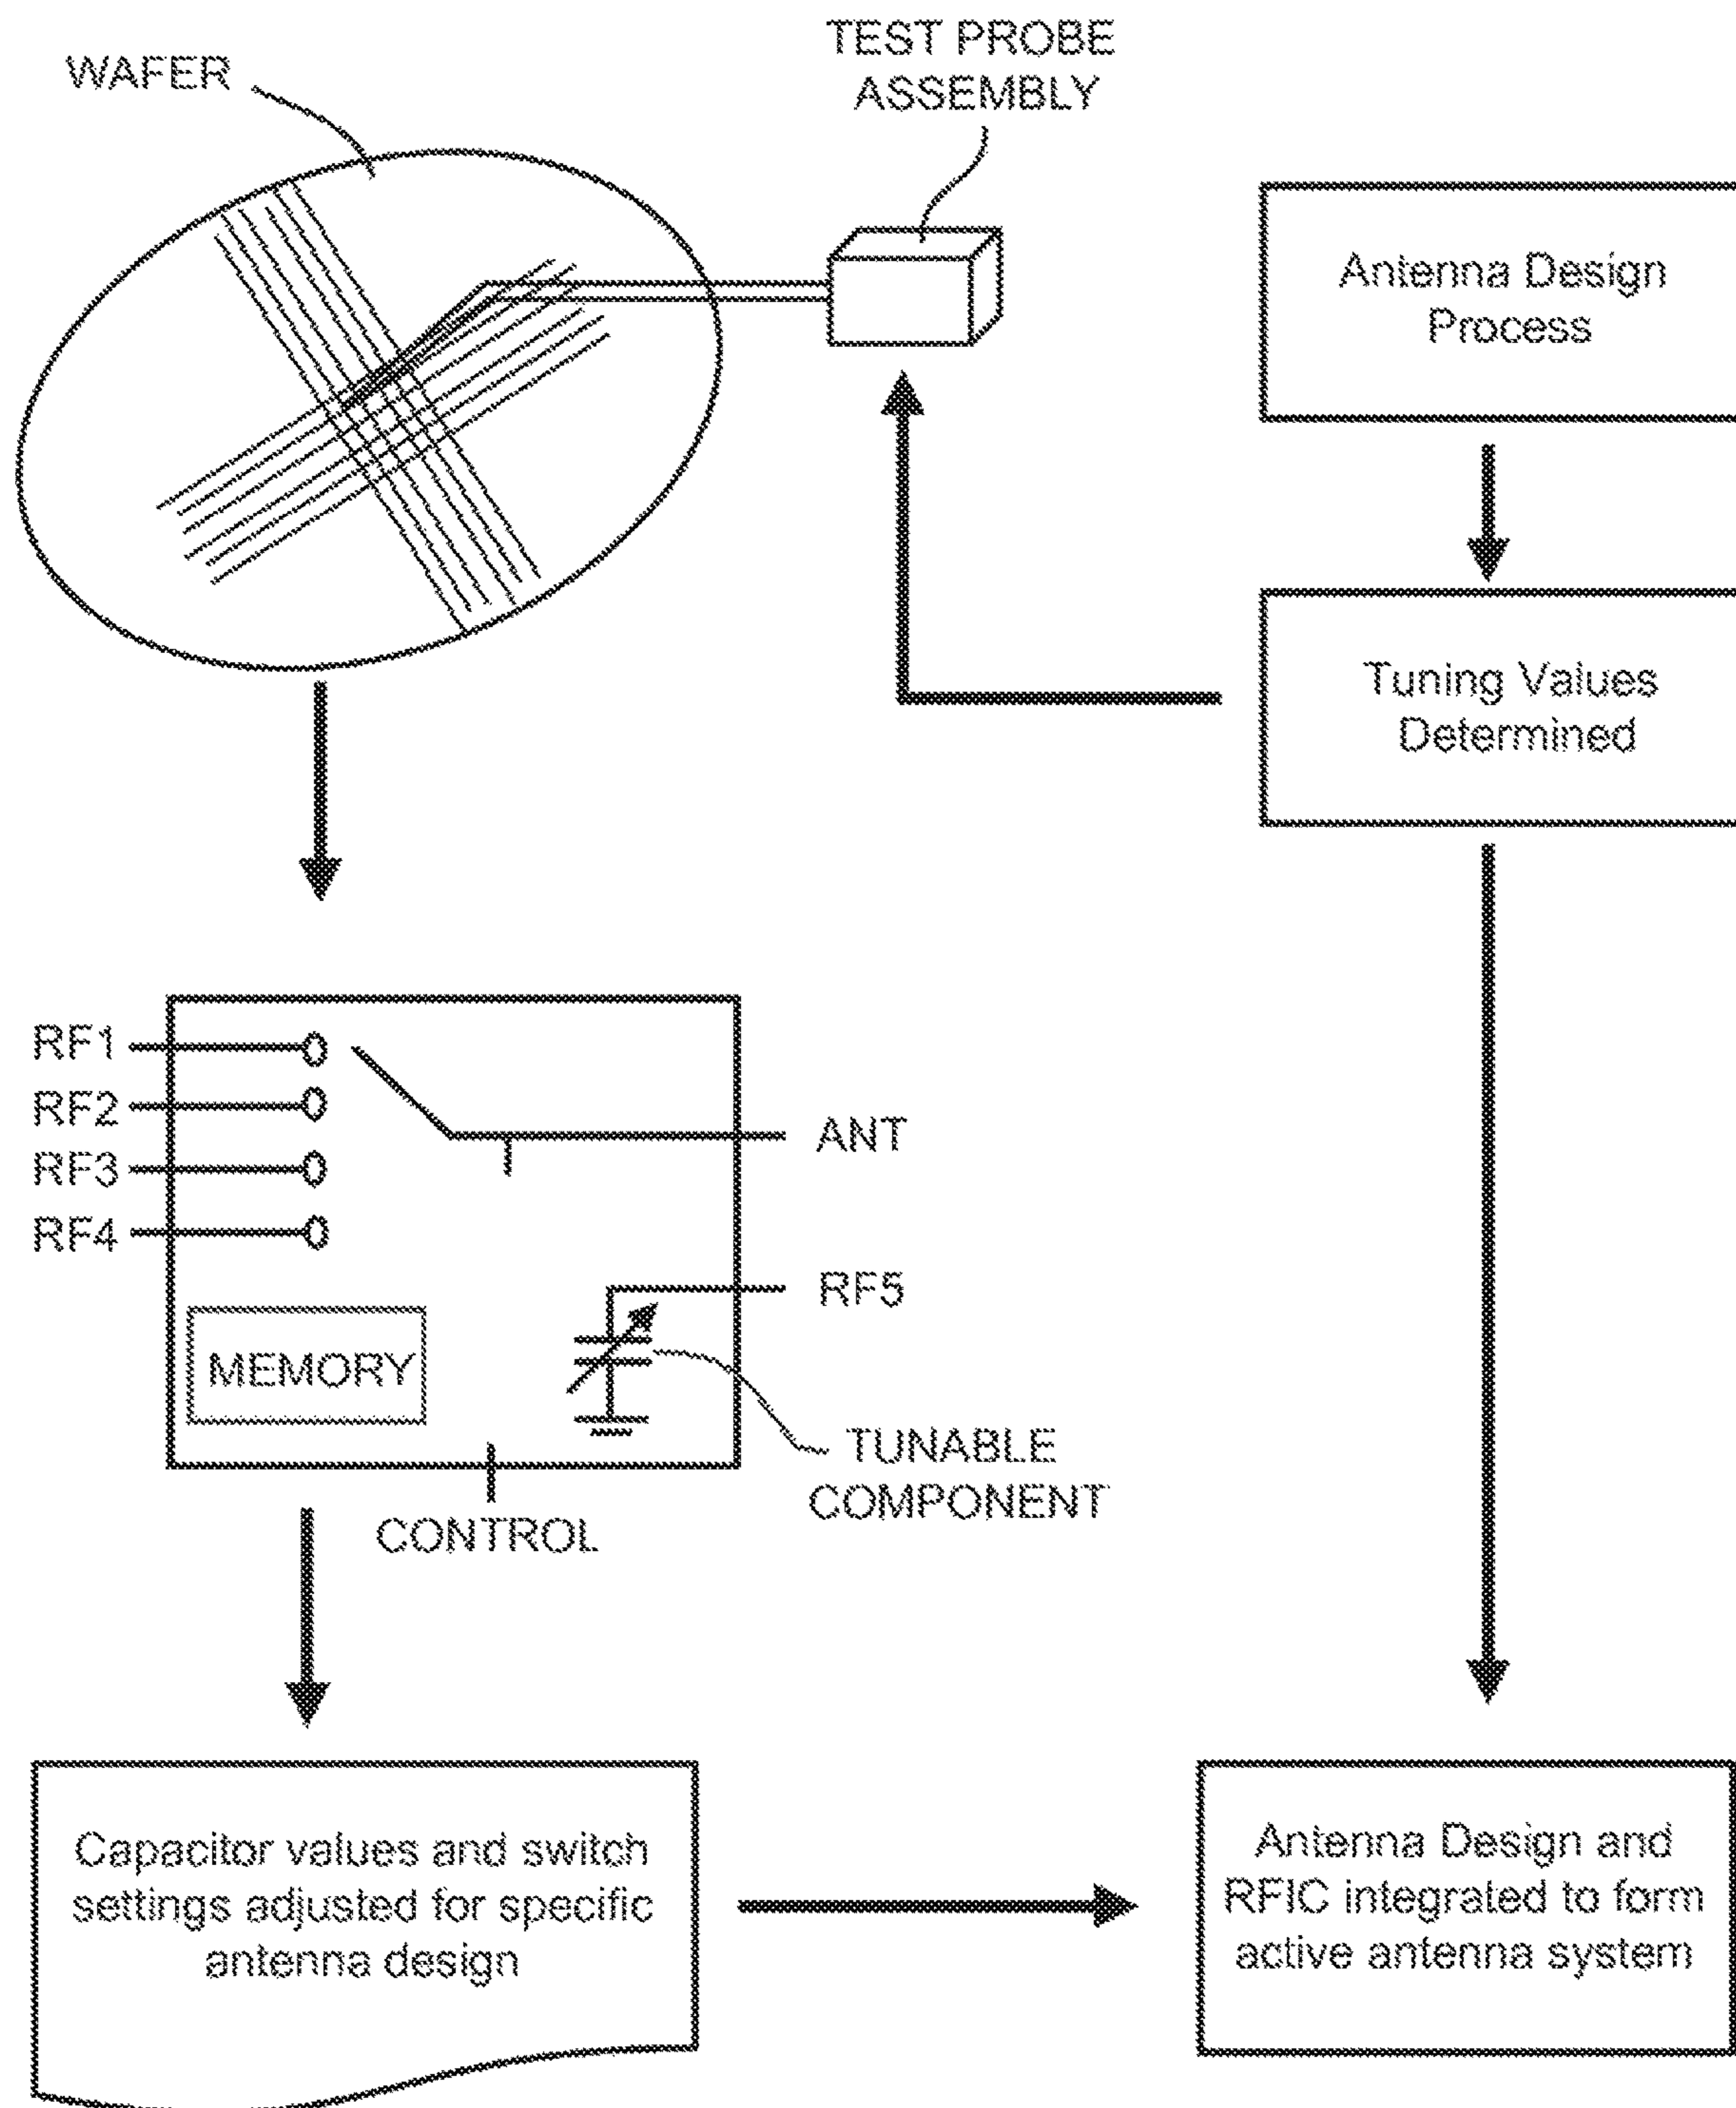 TEST PROBE
ASSEMBLY
WAFER
Antenna Design
Process
Tuning Values
Determined
RF1
RF2
RF3
RF4
ANT
RF5
MEMORY
TUNABLE
COMPONENT
CONTROL
Capacitor values and switch
settings adjusted for specific
antenna design
Antenna Design and
RFIC integrated to form
active antenna system